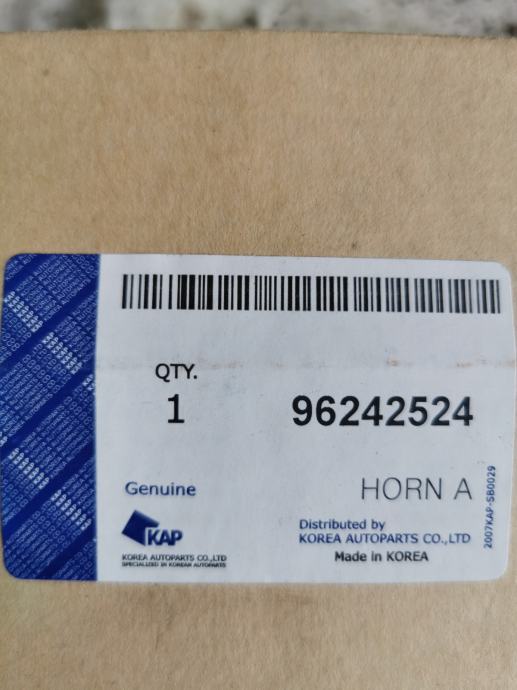 QTY.
1
96242524
Genuine
HORN A
KAP
KOREA AUTOPARTS CO.,LTD
SPECIALIZED IN KOREAN AUTOPARTS
Distributed by
KOREA AUTOPARTS CO.,LTD
Made in KOREA
2007KAP-SB0029